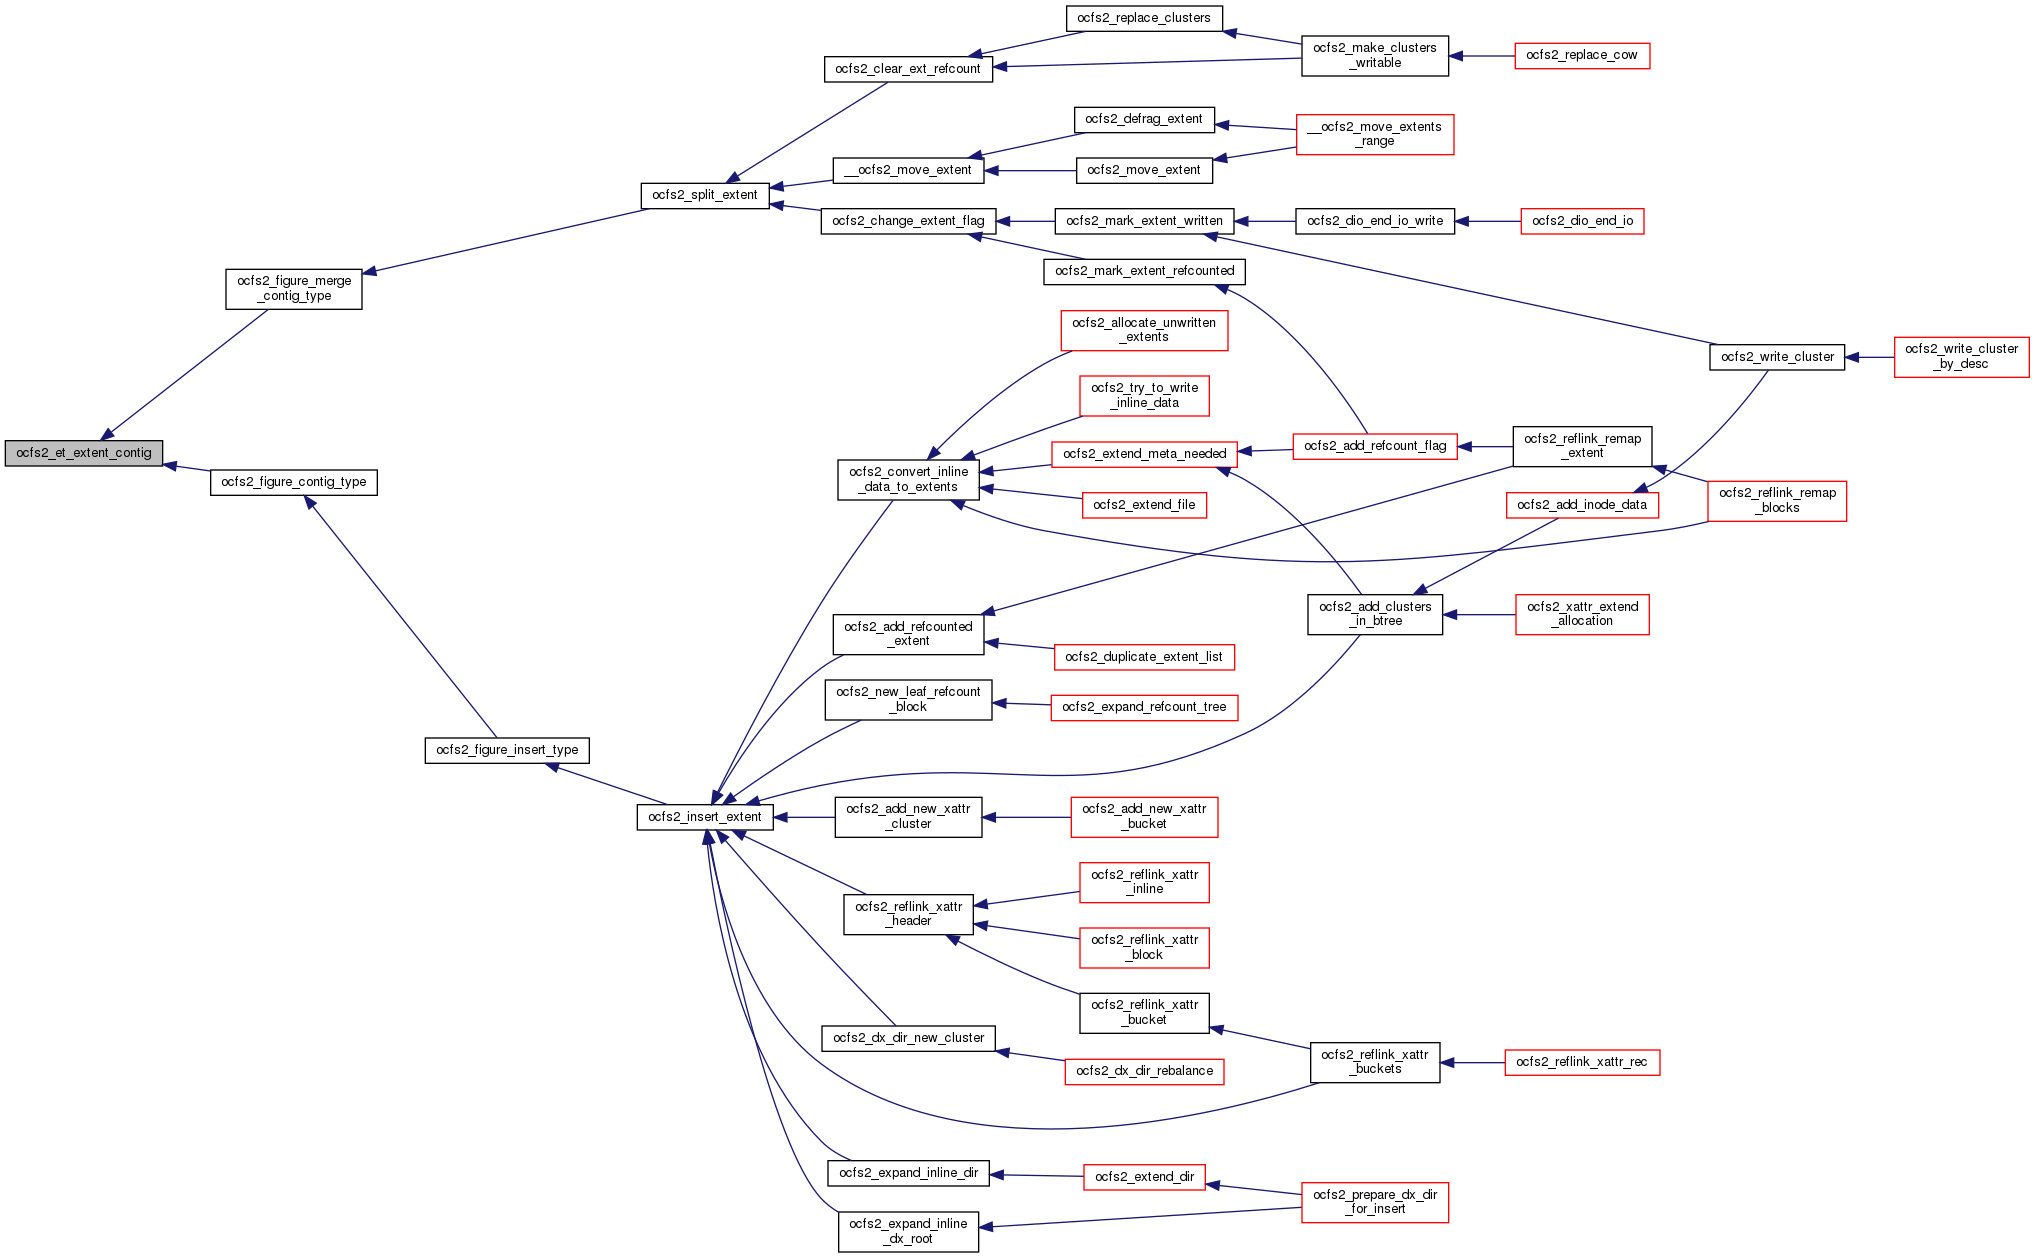 ocfs2_replace_clusters
ocfs2_make_clusters
_writable
ocfs2_replace_cow
ocfs2_clear_ext_refcount
ocfs2_defrag_extent
__ocfs2_move_extents
_range
__ocfs2_move_extent
ocfs2_move_extent
ocfs2_split_extent
ocfs2_change_extent_flag
ocfs2_mark_extent_written
ocfs2_dio_end_io_write
ocfs2_dio_end_io
ocfs2_mark_extent_refcounted
ocfs2_figure_merge
_contig_type
ocfs2_allocate_unwritten
_extents
ocfs2_write_cluster
ocfs2_write_cluster
_by_desc
ocfs2_try_to_write
_inline_data
ocfs2_et_extent_contig
ocfs2_figure_contig_type
ocfs2_convert_inline
_data_to_extents
ocfs2_extend_meta_needed
ocfs2_add_refcount_flag
ocfs2_reflink_remap
_extent
ocfs2_extend_file
ocfs2_add_inode_data
ocfs2_reflink_remap
_blocks
ocfs2_add_clusters
_in_btree
ocfs2_xattr_extend
_allocation
ocfs2_add_refcounted
_extent
ocfs2_duplicate_extent_list
ocfs2_new_leaf_refcount
_block
ocfs2_expand_refcount_tree
ocfs2_figure_insert_type
ocfs2_insert_extent
ocfs2_add_new_xattr
_cluster
ocfs2_add_new_xattr
_bucket
ocfs2_reflink_xattr
_header
ocfs2_reflink_xattr
_inline
ocfs2_reflink_xattr
_block
ocfs2_reflink_xattr
_bucket
ocfs2_dx_dir_new_cluster
ocfs2_dx_dir_rebalance
ocfs2_reflink_xattr
_buckets
ocfs2_reflink_xattr_rec
ocfs2_expand_inline_dir
ocfs2_extend_dir
ocfs2_prepare_dx_dir
_for_insert
ocfs2_expand_inline
_dx_root